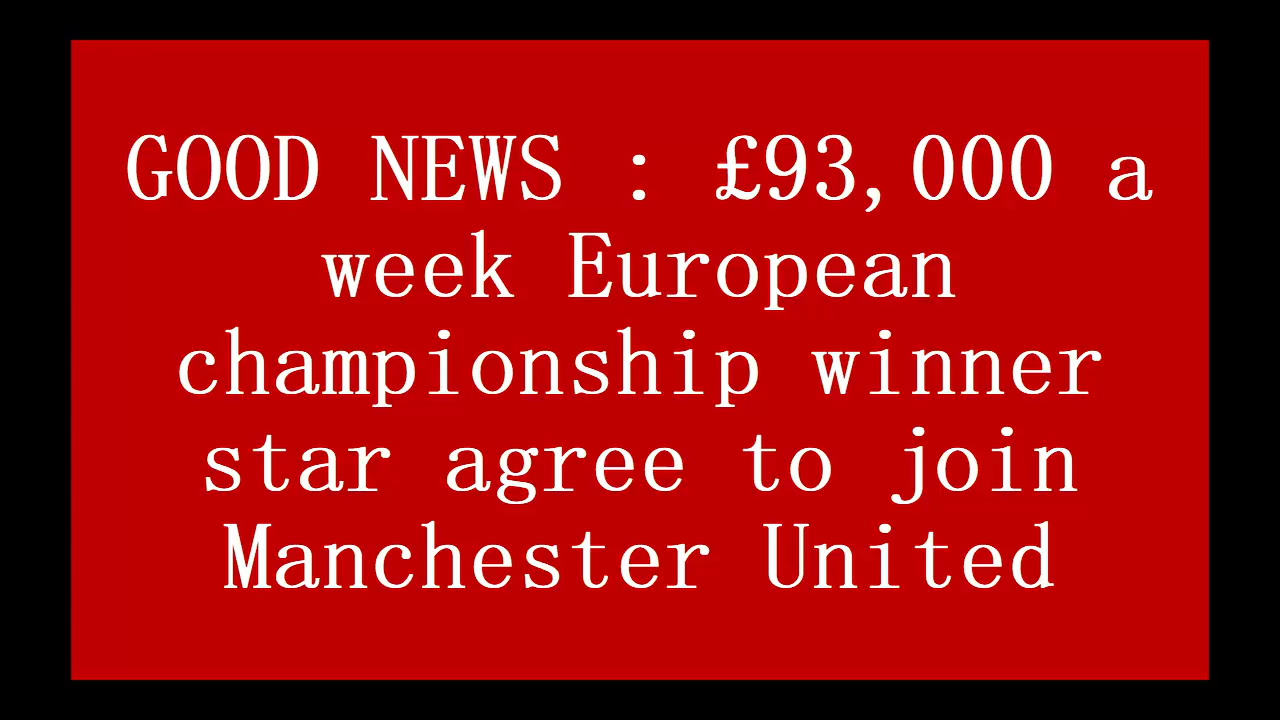 GOOD NEWS : £93,000 a
week European
championship winner
star agree to join
Manchester United